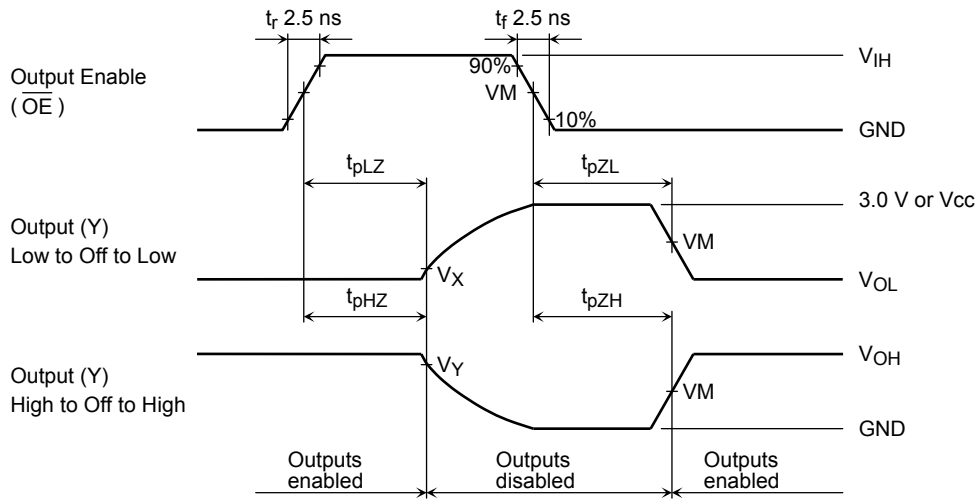 tr 2.5 ns
tf 2.5 ns
Output Enable
( OE )
90%
VM
10%
VIH
GND
tpLZ
tpZL
3.0 V or Vcc
Output (Y)
Low to Off to Low
VX
VM
VOL
tpHZ
tpZH
Output (Y)
High to Off to High
VY
VM
VOH
GND
Outputs
enabled
Outputs
disabled
Outputs
enabled